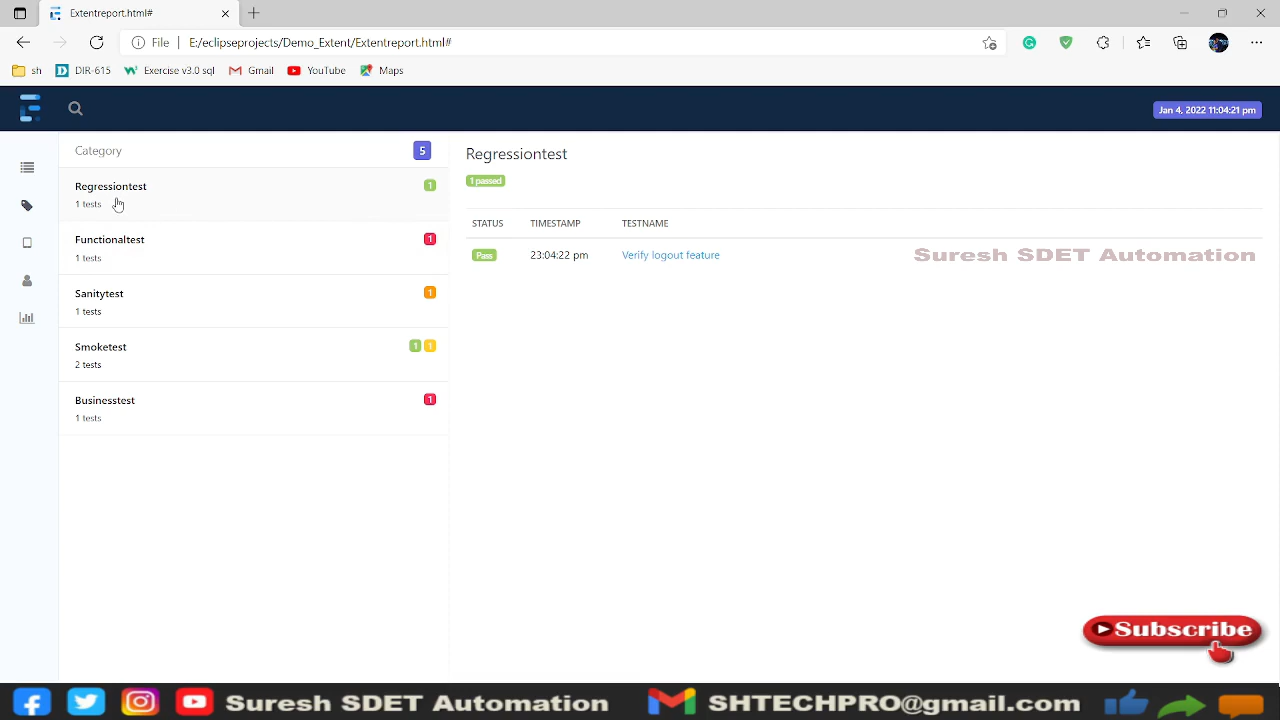 Extentreport.html#
File | E:/eclipseprojects/Demo_Exent/Extentreport.html#
sh DIR-615 Exercise v3.0 sql Gmail YouTube Maps
Jan 4, 2022 11:04:21 pm
Category 5
Regressiontest 1
1 tests
Functionaltest 1
1 tests
Sanitytest 1
1 tests
Smoketest 1 1
2 tests
Businesstest 1
1 tests
Regressiontest
1 passed
STATUS TIMESTAMP TESTNAME
Pass 23:04:22 pm Verify logout feature
Suresh SDET Automation
Subscribe
Suresh SDET Automation SHTECHPRO@gmail.com